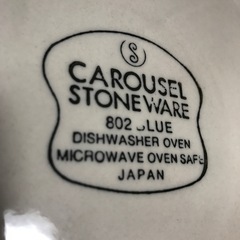 S
CAROUSEL
STONEWARE
802 BLUE
DISHWASHER OVEN
MICROWAVE OVEN SAFE
JAPAN